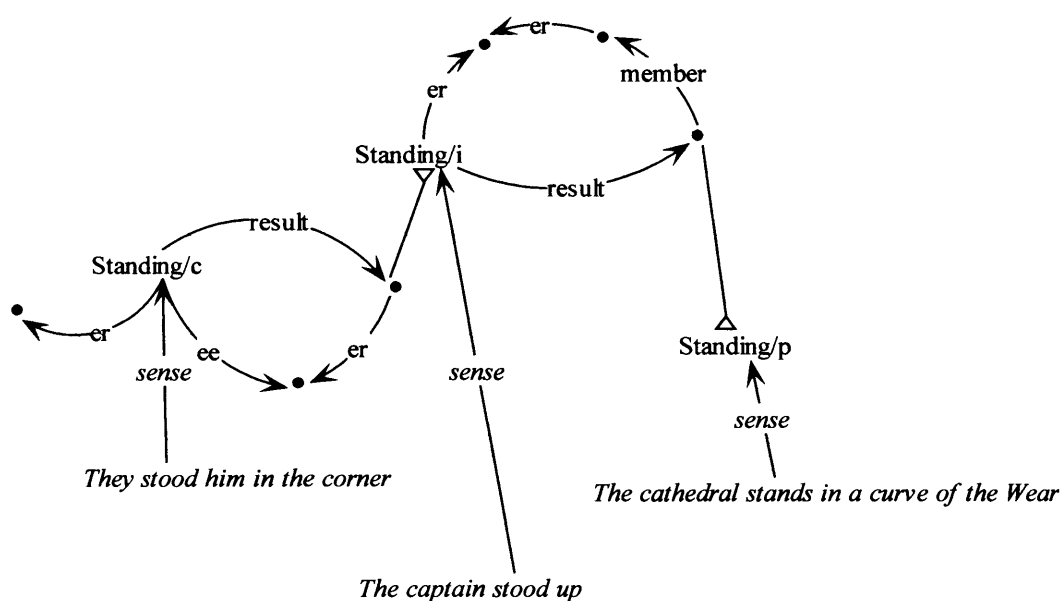 er
member
er
Standing/i
result
result
Standing/c
er
ee
er
Standing/p
sense
sense
sense
They stood him in the corner
The cathedral stands in a curve of the Wear
The captain stood up